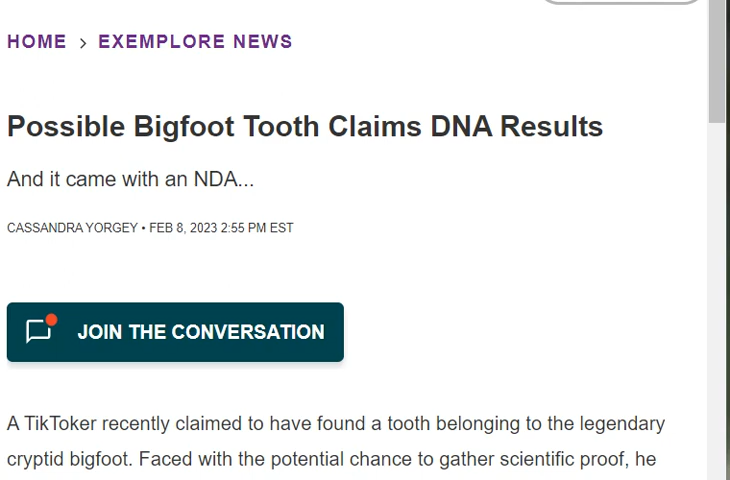 HOME > EXEMPLORE NEWS
Possible Bigfoot Tooth Claims DNA Results
And it came with an NDA...
CASSANDRA YORGEY • FEB 8, 2023 2:55 PM EST
JOIN THE CONVERSATION
A TikToker recently claimed to have found a tooth belonging to the legendary
cryptid bigfoot. Faced with the potential chance to gather scientific proof, he